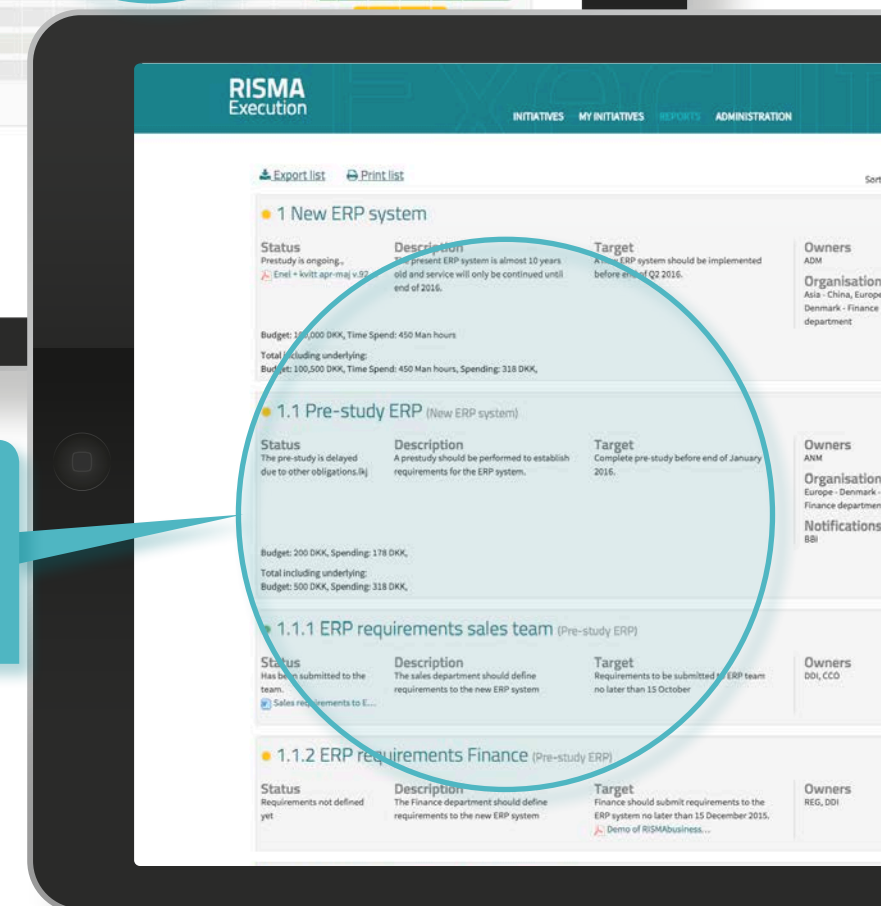 RISMA
Execution
INITIATIVES MY INITIATIVES REPORTS ADMINISTRATION
Export list Print list
Sort
1 New ERP system
Status
Prestudy is ongoing.,
Enel + kvitt apr-maj v.92
Description
The present ERP system is almost 10 years
old and service will only be continued until
end of 2016.
Target
A new ERP system should be implemented
before end of Q2 2016.
Owners
ADM
Organisation
Asia - China, Europe
Denmark - Finance
department
Budget: 100,000 DKK, Time Spend: 450 Man hours
Total including underlying:
Budget: 100,500 DKK, Time Spend: 450 Man hours, Spending: 318 DKK,
1.1 Pre-study ERP (New ERP system)
Status
The pre-study is delayed
due to other obligations.lkj
Description
A prestudy should be performed to establish
requirements for the ERP system.
Target
Complete pre-study before end of January
2016.
Owners
ANM
Organisation
Europe - Denmark -
Finance departmen
Notifications
BBI
Budget: 200 DKK, Spending: 178 DKK,
Total including underlying:
Budget: 500 DKK, Spending: 318 DKK,
1.1.1 ERP requirements sales team (Pre-study ERP)
Status
Has been submitted to the
team.
Sales requirements to E...
Description
The sales department should define
requirements to the new ERP system
Target
Requirements to be submitted to ERP team
no later than 15 October
Owners
DDI, CCO
1.1.2 ERP requirements Finance (Pre-study ERP)
Status
Requirements not defined
yet
Description
The Finance department should define
requirements to the new ERP system
Target
Finance should submit requirements to the
ERP system no later than 15 December 2015.
Demo of RISMAbusiness...
Owners
REG, DDI